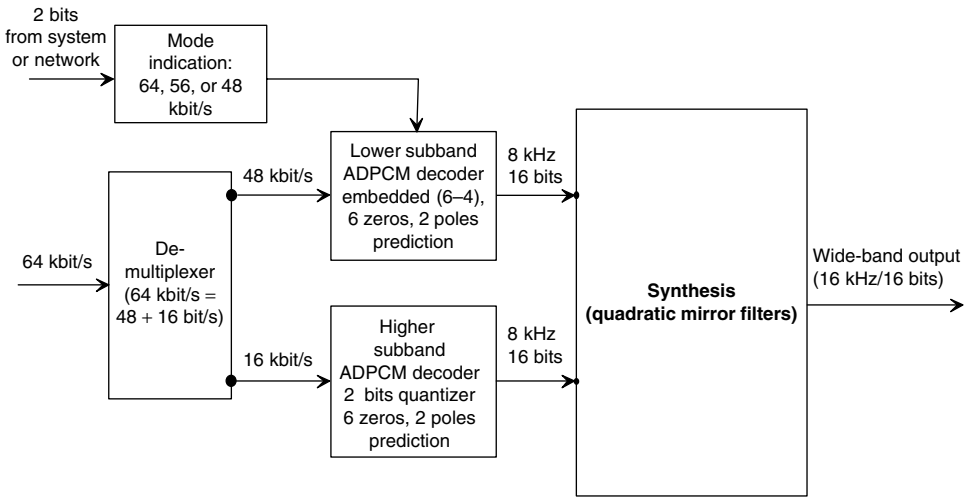 2 bits
from system
or network
Mode
indication:
64, 56, or 48
kbit/s
Lower subband
ADPCM decoder
embedded (6–4),
6 zeros, 2 poles
prediction
48 kbit/s
8 kHz
16 bits
64 kbit/s
De-
multiplexer
(64 kbit/s =
48 + 16 bit/s)
16 kbit/s
Higher
subband
ADPCM decoder
2 bits quantizer
6 zeros, 2 poles
prediction
8 kHz
16 bits
Synthesis
(quadratic mirror filters)
Wide-band output
(16 kHz/16 bits)